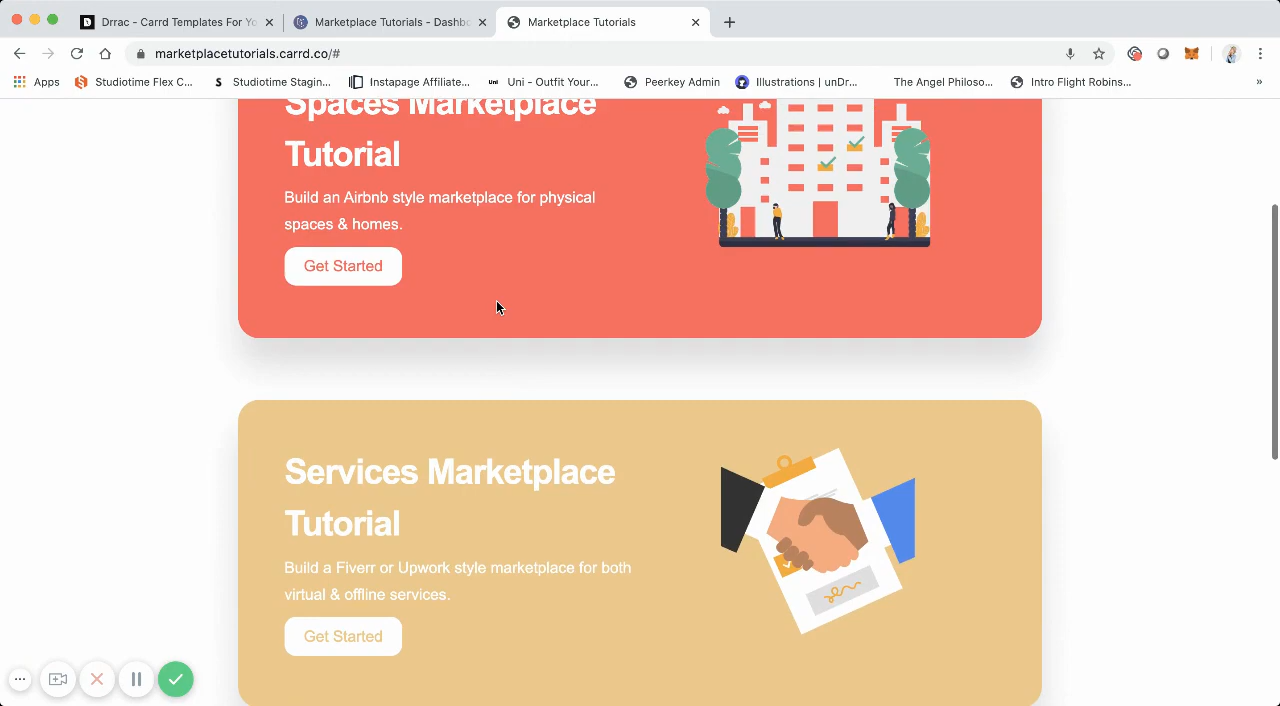 Drrac - Carrd Templates For Yo
Marketplace Tutorials - Dashbo
Marketplace Tutorials
marketplacetutorials.carrd.co/#
Apps
Studiotime Flex C...
S
Studiotime Stagin...
Instapage Affiliate...
Uni
Uni - Outfit Your...
Peerkey Admin
Illustrations | unDr...
The Angel Philoso...
Intro Flight Robins...
»
Spaces Marketplace
Tutorial
Build an Airbnb style marketplace for physical
spaces & homes.
Get Started
Services Marketplace
Tutorial
Build a Fiverr or Upwork style marketplace for both
virtual & offline services.
Get Started